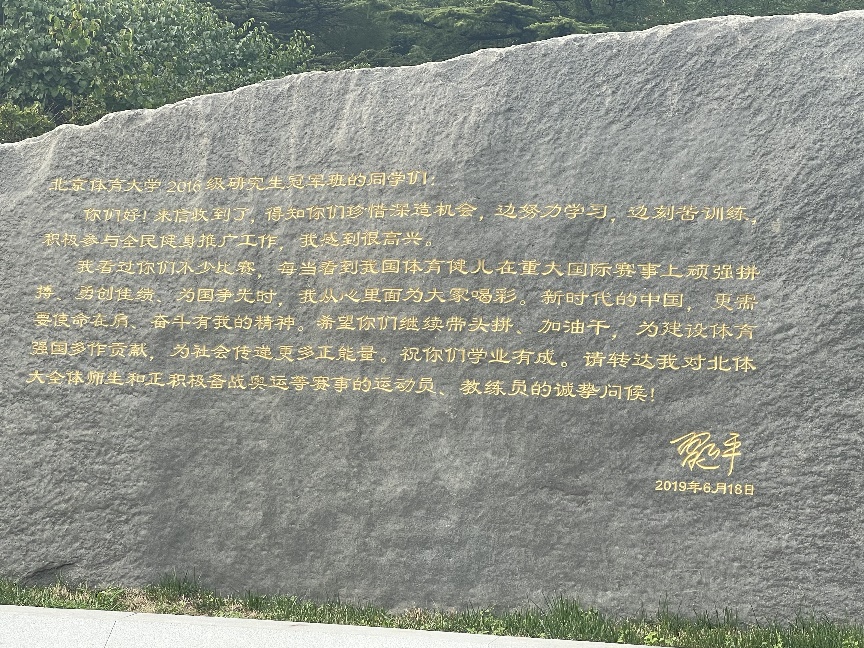 北京体育大学2016级研究生冠军班的同学们：
你们好！来信收到了，得知你们珍惜深造机会，边努力学习，边刻苦训练，
积极参与全民健身推广工作，我感到很高兴。
我看过你们不少比赛，每当看到我国体育健儿在重大国际赛事上顽强拼
搏、勇创佳绩、为国争光时，我从心里面为大家喝彩。新时代的中国，更需
要使命在肩、奋斗有我的精神。希望你们继续带头拼、加油干，为建设体育
强国多作贡献，为社会传递更多正能量。祝你们学业有成。请转达我对北体
大全体师生和正积极备战奥运等赛事的运动员、教练员的诚挚问候！
习近平
2019年6月18日